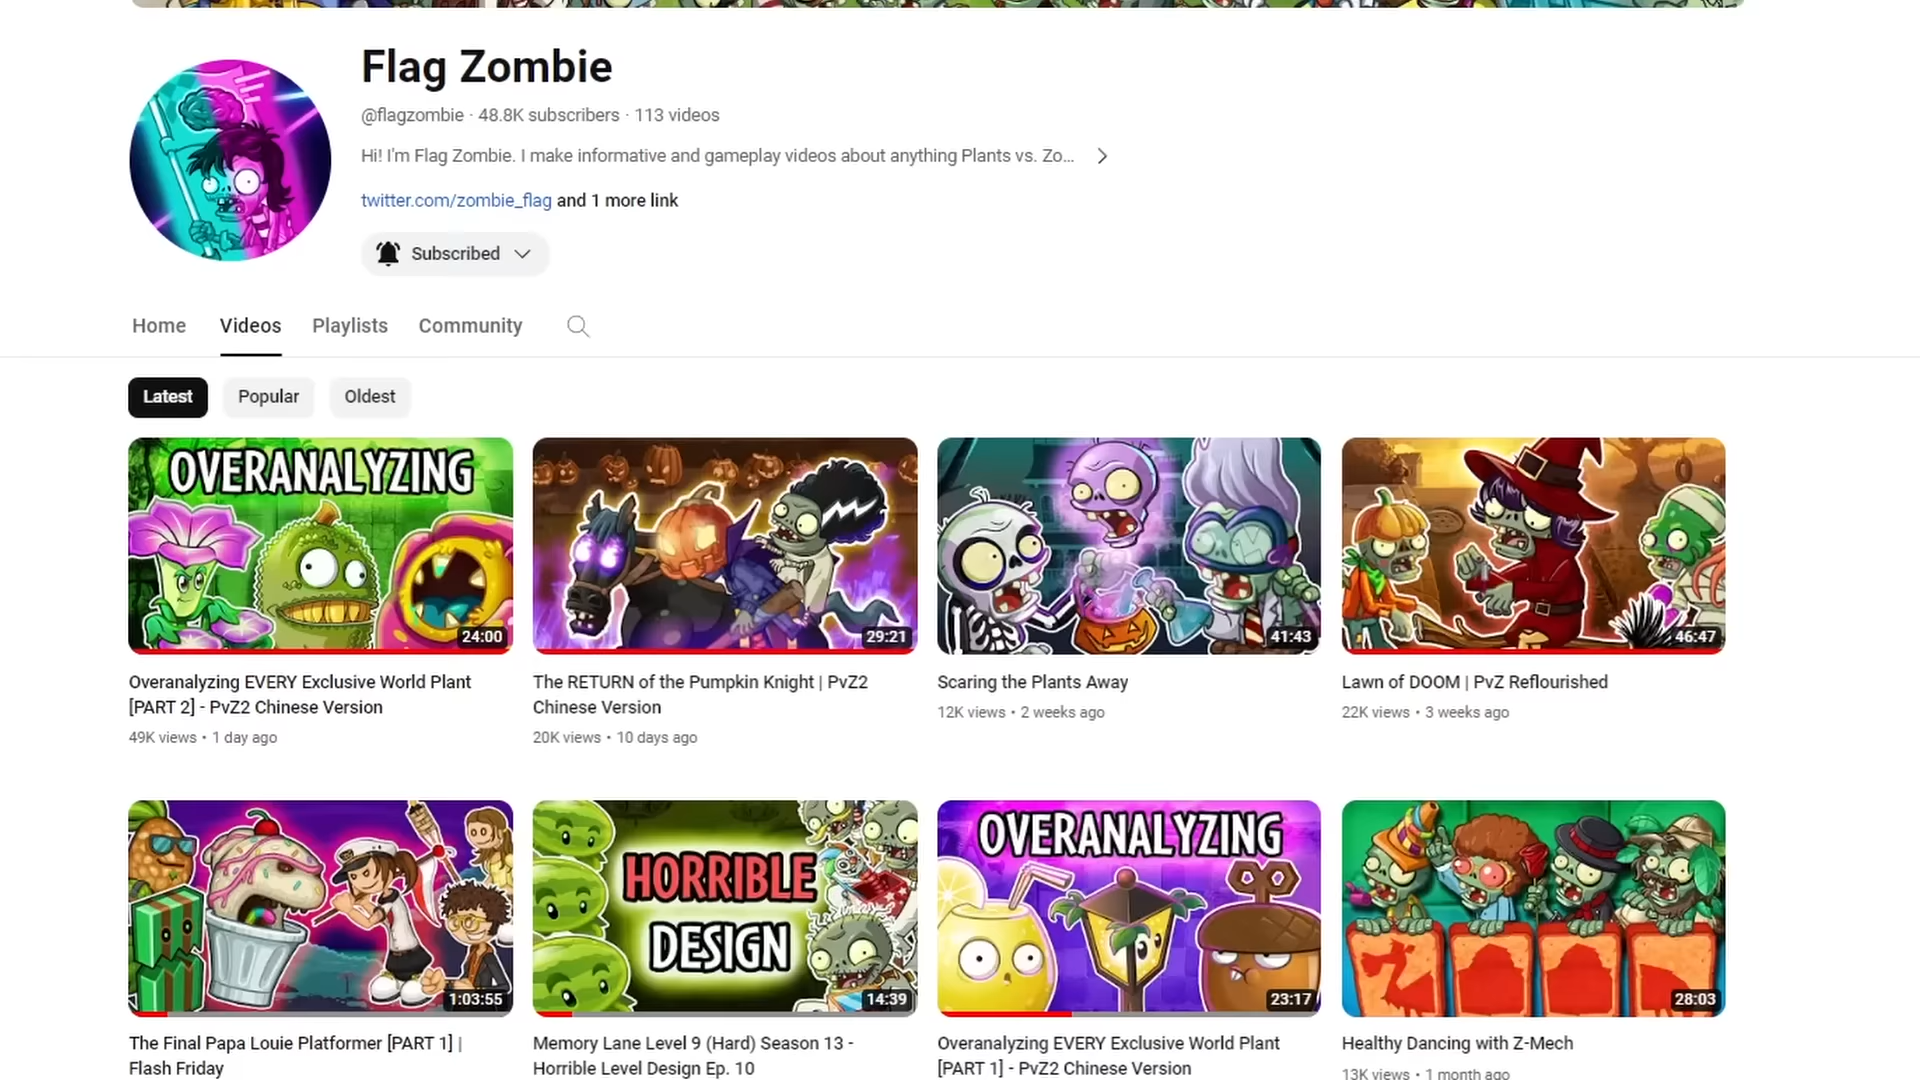 Flag Zombie
@flagzombie · 48.8K subscribers · 113 videos
Hi! I'm Flag Zombie. I make informative and gameplay videos about anything Plants vs. Zo...
twitter.com/zombie_flag and 1 more link
Subscribed
Home Videos Playlists Community
Latest Popular Oldest
OVERANALYZING
24:00 29:21 41:43 46:47
Overanalyzing EVERY Exclusive World Plant
[PART 2] - PvZ2 Chinese Version
49K views • 1 day ago
The RETURN of the Pumpkin Knight | PvZ2
Chinese Version
20K views • 10 days ago
Scaring the Plants Away
12K views • 2 weeks ago
Lawn of DOOM | PvZ Reflourished
22K views • 3 weeks ago
1:03:55
HORRIBLE
DESIGN
14:39
OVERANALYZING
23:17
28:03
The Final Papa Louie Platformer [PART 1] |
Flash Friday
Memory Lane Level 9 (Hard) Season 13 -
Horrible Level Design Ep. 10
Overanalyzing EVERY Exclusive World Plant
[PART 1] - PvZ2 Chinese Version
Healthy Dancing with Z-Mech
13K views • 1 month ago